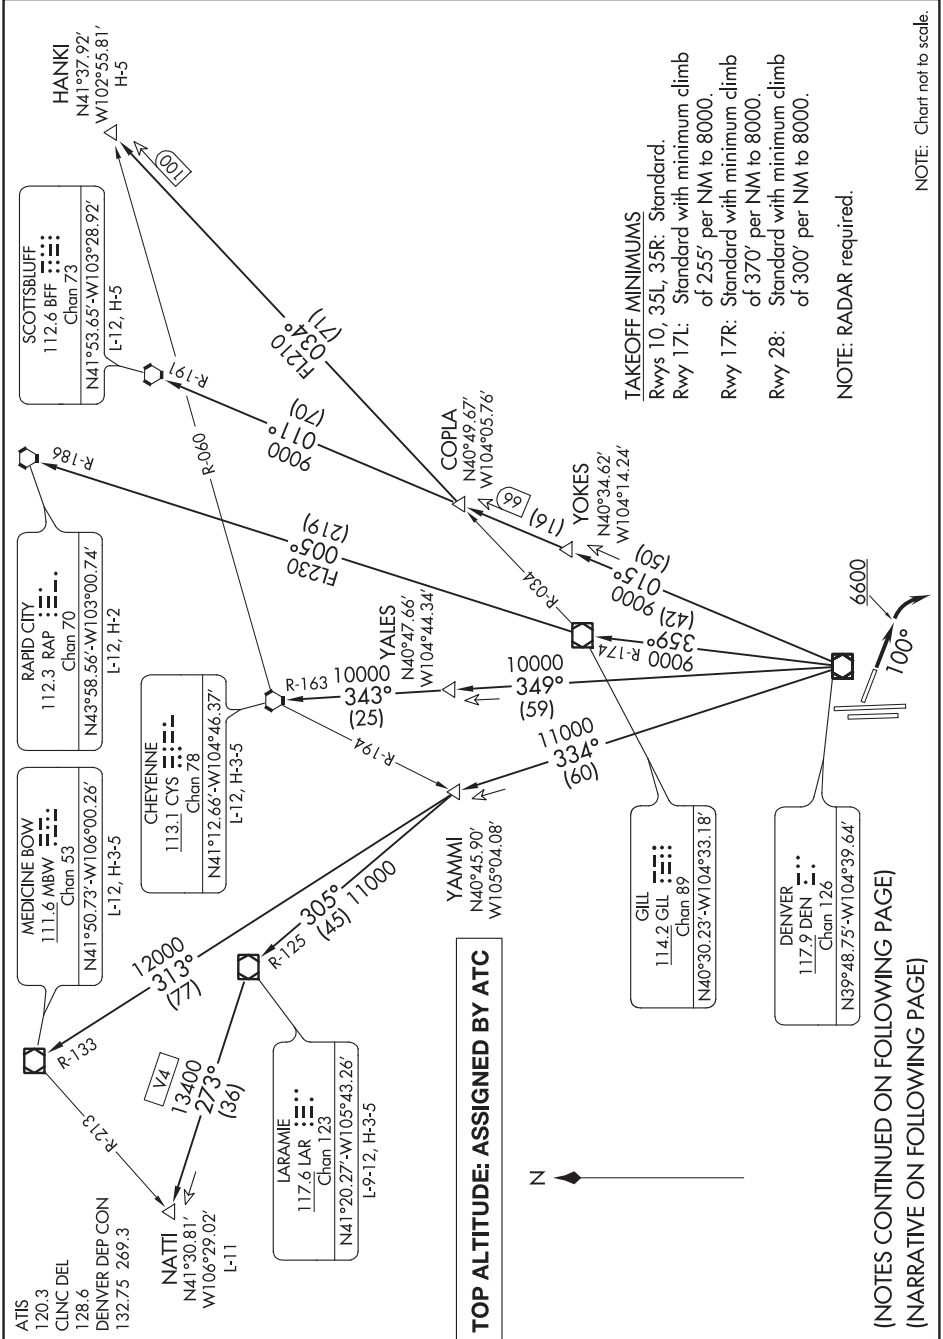 ATIS
120.3
CLNC DEL
128.6
DENVER DEP CON
132.75 269.3
MEDICINE BOW
111.6 MBW
Chan 53
N41°50.73'-W106°00.26'
L-12, H-3-5
RAPID CITY
112.3 RAP
Chan 70
N43°58.56'-W103°00.74'
L-12, H-2
SCOTTSBLUFF
112.6 BFF
Chan 73
N41°53.65'-W103°28.92'
L-12, H-5
HANKI
N41°37.92'
W102°55.81'
H-5
CHEYENNE
113.1 CYS
Chan 78
N41°12.66'-W104°46.37'
L-12, H-3-5
NATTI
N41°30.81'
W106°29.02'
L-11
R-213
R-133
V4
13400
273°
(36)
12000
313°
(77)
LARAMIE
117.6 LAR
Chan 123
N41°20.27'-W105°43.26'
L-9-12, H-3-5
R-125
305°
(45) 11000
R-194
R-163
10000
343°
(25)
R-060
R-191
R-186
FL230
005°
(219)
9000
011°
(70)
FL210
034°
(71)
100
YAMMI
N40°45.90'
W105°04.08'
YALES
N40°47.66'
W104°44.34'
COPLA
N40°49.67'
W104°05.76'
66
(16)
YOKES
N40°34.62'
W104°14.24'
R-034
R-174
11000
334°
(60)
10000
349°
(59)
9000
359°
(42)
9000
015°
(50)
GILL
114.2 GLL
Chan 89
N40°30.23'-W104°33.18'
DENVER
117.9 DEN
Chan 126
N39°48.75'-W104°39.64'
6600
100°
TOP ALTITUDE: ASSIGNED BY ATC
N
TAKEOFF MINIMUMS
Rwys 10, 35L, 35R: Standard.
Rwy 17L: Standard with minimum climb
of 255' per NM to 8000.
Rwy 17R: Standard with minimum climb
of 370' per NM to 8000.
Rwy 28: Standard with minimum climb
of 300' per NM to 8000.
NOTE: RADAR required.
NOTE: Chart not to scale.
(NOTES CONTINUED ON FOLLOWING PAGE)
(NARRATIVE ON FOLLOWING PAGE)